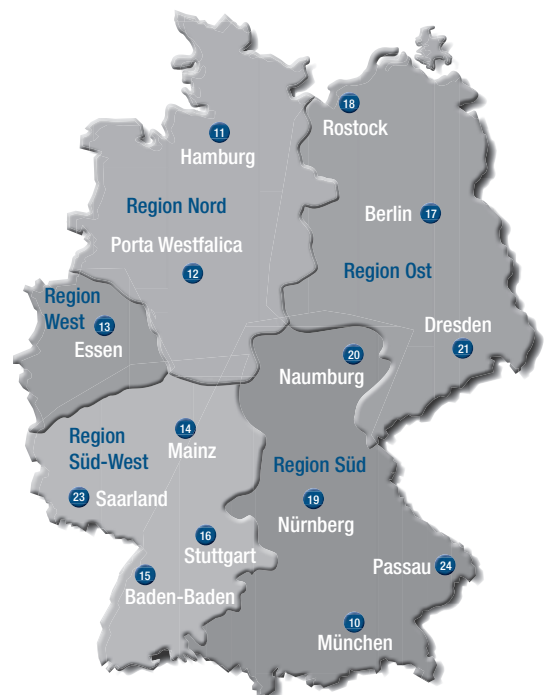 18
Rostock
11
Hamburg
Region Nord
Berlin 17
Porta Westfalica
12
Region Ost
Region
West
13
Essen
Dresden
21
20
Naumburg
14
Mainz
Region
Süd-West
Region Süd
23 Saarland
19
Nürnberg
16
Stuttgart
Passau 24
15
Baden-Baden
10
München